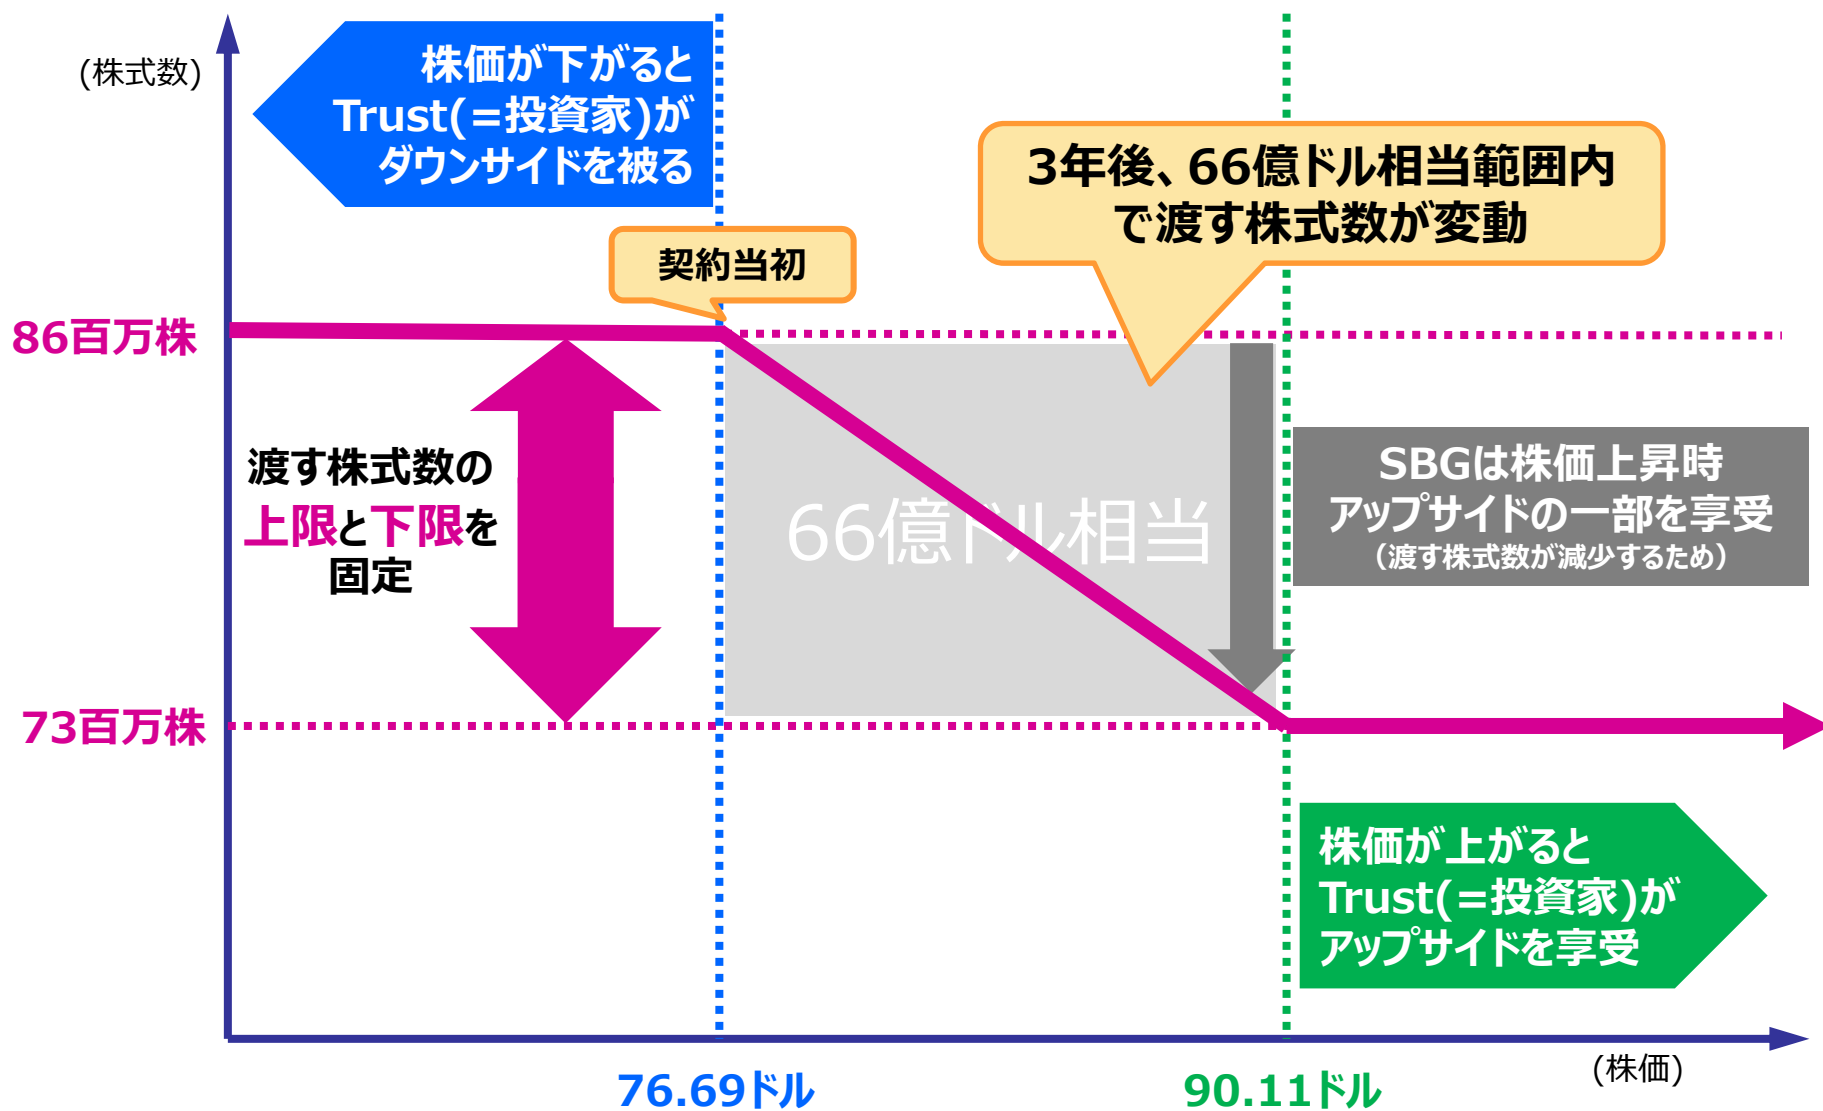 (株式数)
株価が下がると
Trust(=投資家)が
ダウンサイドを被る
3年後、66億ドル相当範囲内
で渡す株式数が変動
契約当初
86百万株
渡す株式数の
上限と下限を
固定
66億ドル相当
SBGは株価上昇時
アップサイドの一部を享受
（渡す株式数が減少するため）
73百万株
株価が上がると
Trust(=投資家)が
アップサイドを享受
(株価)
76.69ドル
90.11ドル